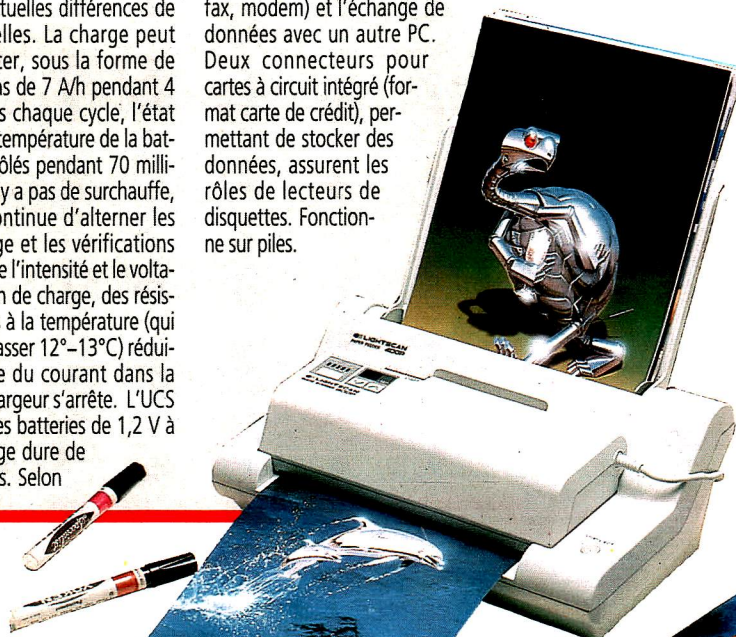 tuelles différences de
elles. La charge peut
ter, sous la forme de
ns de 7 A/h pendant 4
s chaque cycle, l'état
température de la bat-
ôlés pendant 70 milli-
y a pas de surchauffe,
ontinue d'alterner les
ge et les vérifications
e l'intensité et le volta-
n de charge, des résis-
s à la température (qui
asser 12°–13°C) rédui-
e du courant dans la
argeur s'arrête. L'UCS
es batteries de 1,2 V à
ge dure de
s. Selon
fax, modem) et l'échange de
données avec un autre PC.
Deux connecteurs pour
cartes à circuit intégré (for-
mat carte de crédit), per-
mettant de stocker des
données, assurent les
rôles de lecteurs de
disquettes. Fonction-
ne sur piles.
LIGHTSCAN
PAPER FEEDER 400P